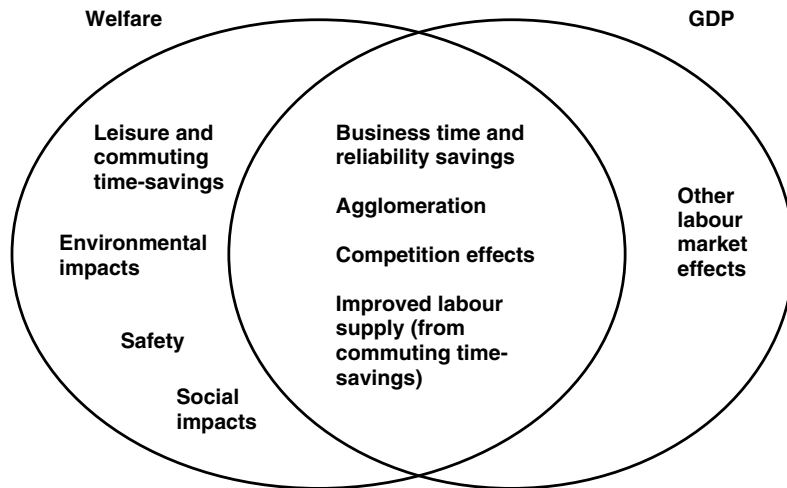 Welfare
GDP
Leisure and
commuting
time-savings
Environmental
impacts
Safety
Social
impacts
Business time and
reliability savings
Agglomeration
Competition effects
Improved labour
supply (from
commuting time-
savings)
Other
labour
market
effects